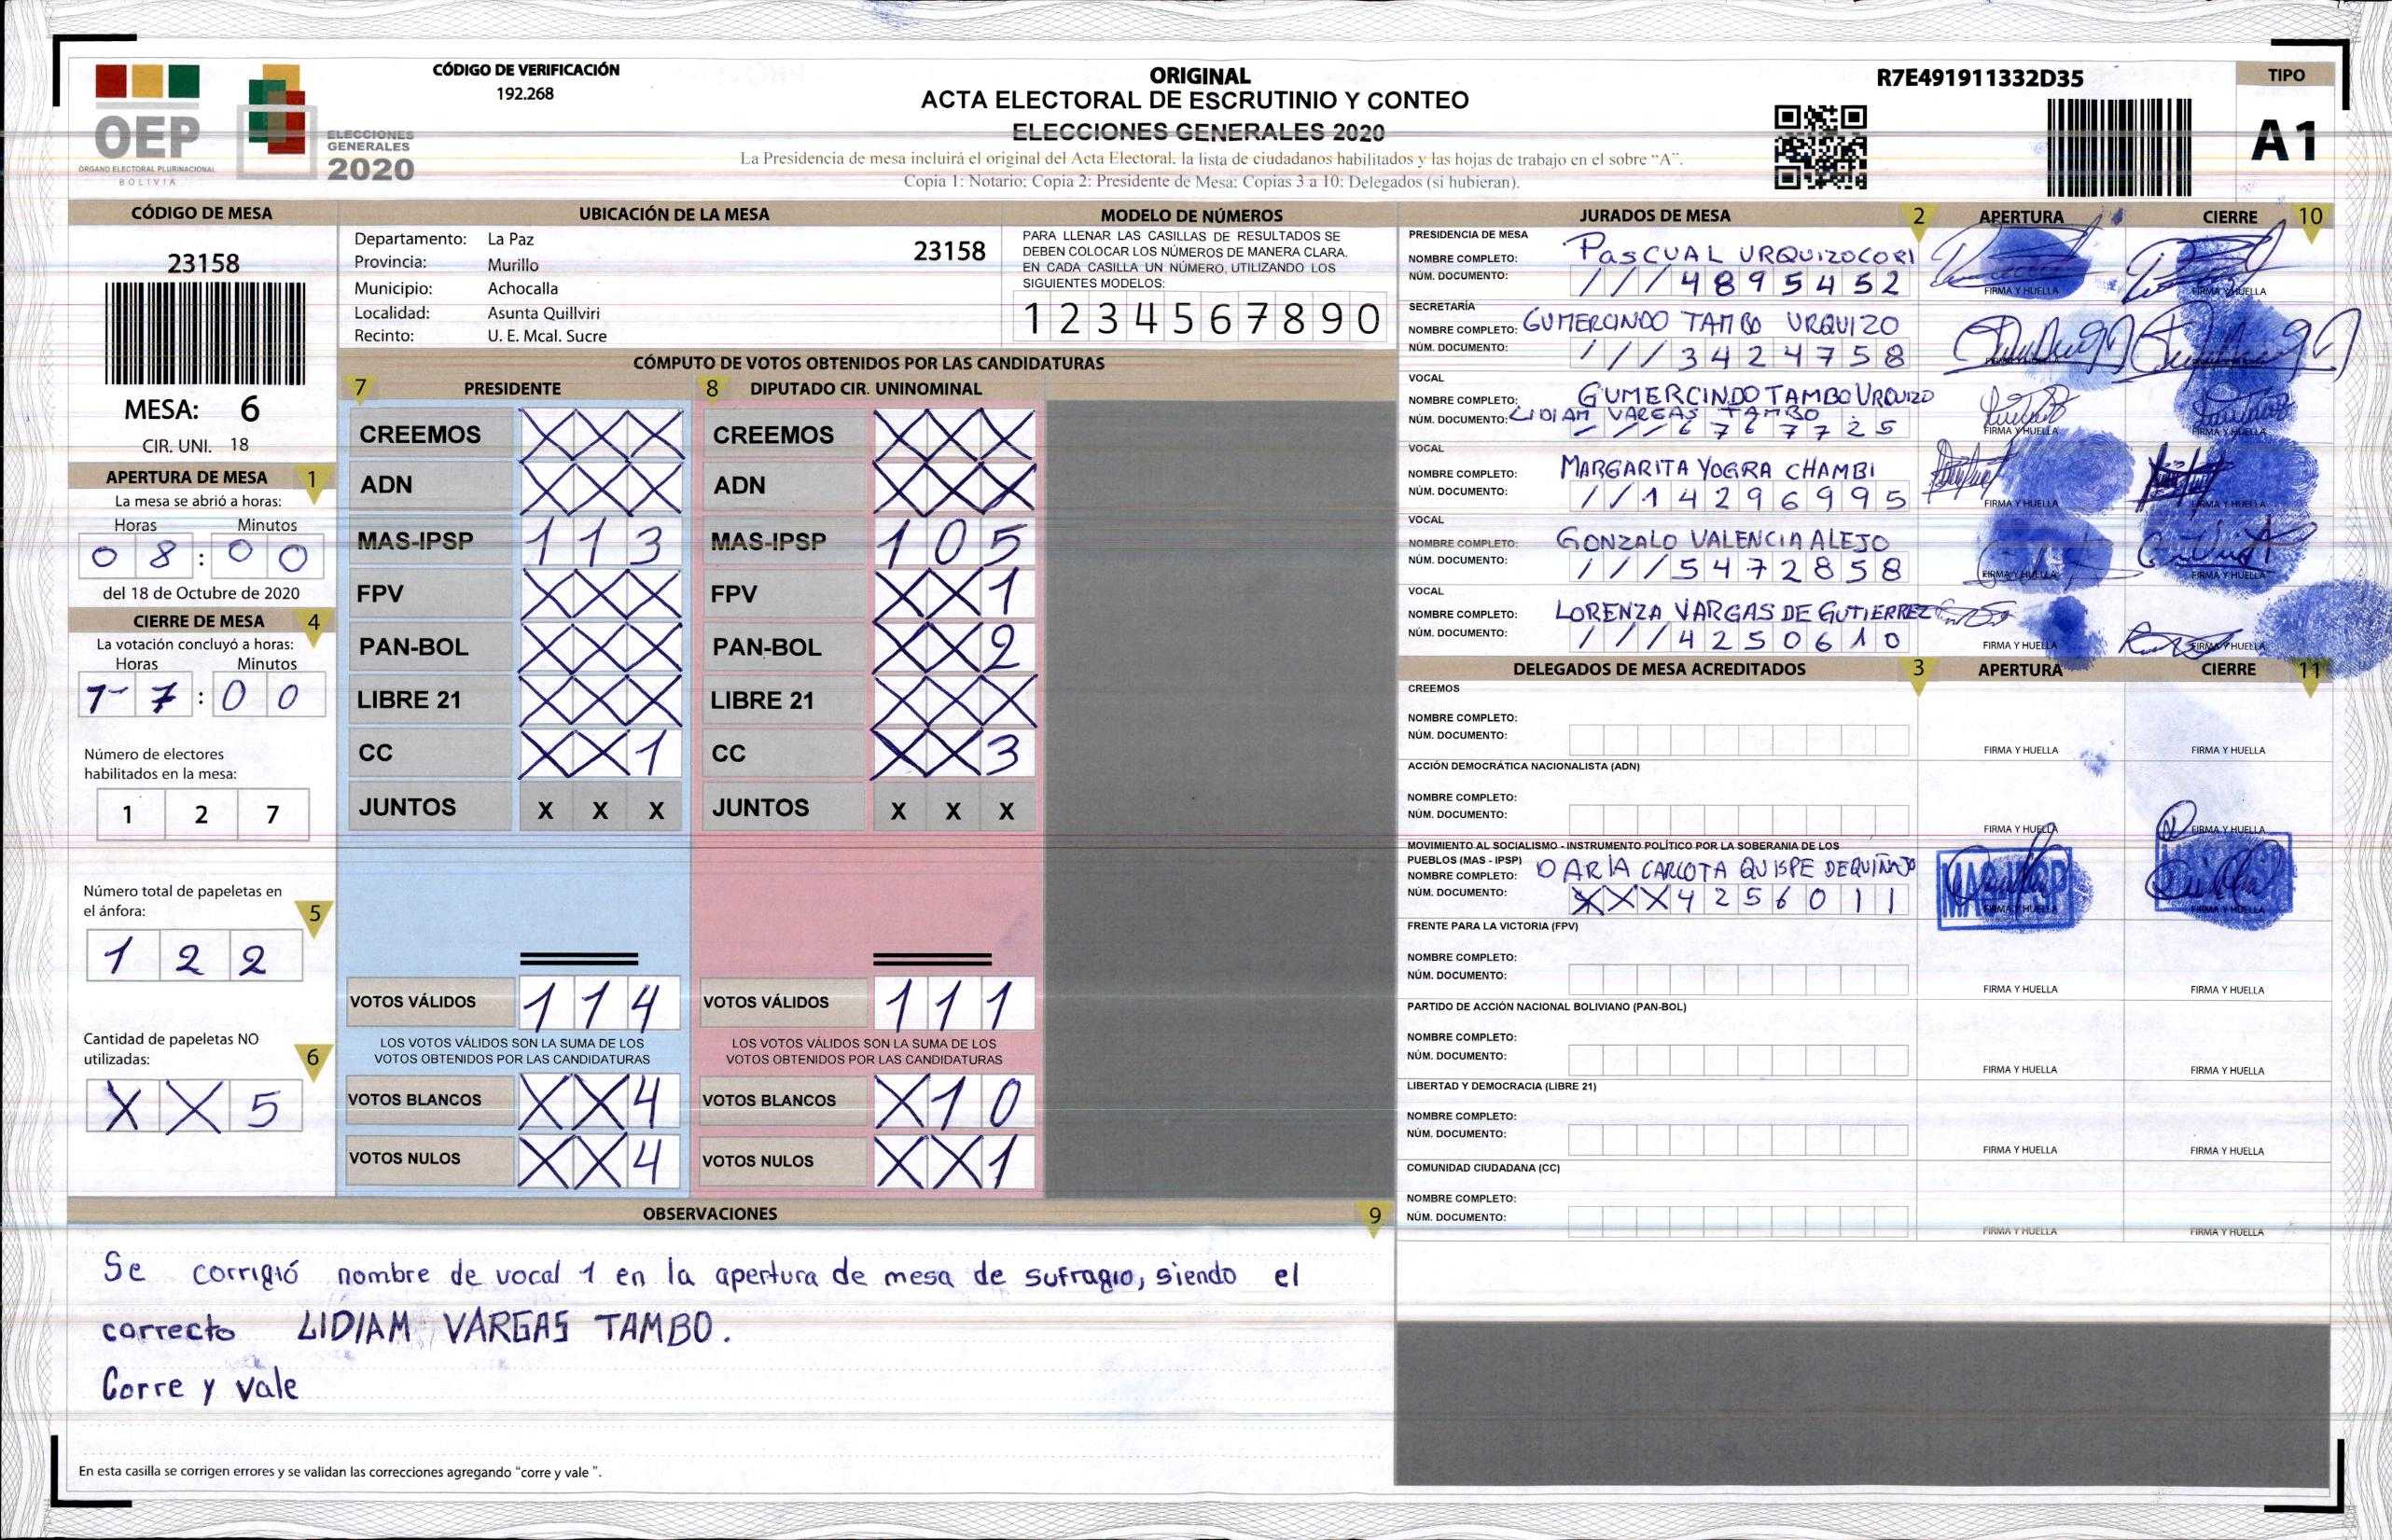 CÓDIGO DE VERIFICACIÓN
192.268
OEP
ÓRGANO ELECTORAL PLURINACIONAL
BOLIVIA
ELECCIONES
GENERALES
2020
ORIGINAL
ACTA ELECTORAL DE ESCRUTINIO Y CONTEO
ELECCIONES GENERALES 2020
La Presidencia de mesa incluirá el original del Acta Electoral, la lista de ciudadanos habilitados y las hojas de trabajo en el sobre "A".
Copia 1: Notario; Copia 2: Presidente de Mesa; Copias 3 a 10: Delegados (si hubieran).
R7E491911332D35
TIPO
A1
CÓDIGO DE MESA
23158
MESA: 6
CIR. UNI. 18
APERTURA DE MESA 1
La mesa se abrió a horas:
Horas Minutos
0 8 : 0 0
del 18 de Octubre de 2020
CIERRE DE MESA 4
La votación concluyó a horas:
Horas Minutos
1 7 : 0 0
Número de electores
habilitados en la mesa:
1 2 7
Número total de papeletas en
el ánfora: 5
1 2 2
Cantidad de papeletas NO
utilizadas: 6
X X 5
UBICACIÓN DE LA MESA
Departamento: La Paz 23158
Provincia: Murillo
Municipio: Achocalla
Localidad: Asunta Quillviri
Recinto: U. E. Mcal. Sucre
MODELO DE NÚMEROS
PARA LLENAR LAS CASILLAS DE RESULTADOS SE
DEBEN COLOCAR LOS NÚMEROS DE MANERA CLARA.
EN CADA CASILLA UN NÚMERO, UTILIZANDO LOS
SIGUIENTES MODELOS:
1 2 3 4 5 6 7 8 9 0
CÓMPUTO DE VOTOS OBTENIDOS POR LAS CANDIDATURAS
7 PRESIDENTE 8 DIPUTADO CIR. UNINOMINAL
CREEMOS X X X CREEMOS X X X
ADN X X X ADN X X X
MAS-IPSP 1 1 3 MAS-IPSP 1 0 5
FPV X X X FPV X X 1
PAN-BOL X X X PAN-BOL X X 2
LIBRE 21 X X X LIBRE 21 X X X
CC X X 1 CC X X 3
JUNTOS X X X JUNTOS X X X
VOTOS VÁLIDOS 1 1 4 VOTOS VÁLIDOS 1 1 1
LOS VOTOS VÁLIDOS SON LA SUMA DE LOS LOS VOTOS VÁLIDOS SON LA SUMA DE LOS
VOTOS OBTENIDOS POR LAS CANDIDATURAS VOTOS OBTENIDOS POR LAS CANDIDATURAS
VOTOS BLANCOS X X 4 VOTOS BLANCOS X 1 0
VOTOS NULOS X X 4 VOTOS NULOS X X 1
OBSERVACIONES 9
Se corrigió nombre de vocal 1 en la apertura de mesa de sufragio, siendo el
correcto LIDIAM VARGAS TAMBO.
Corre y vale
En esta casilla se corrigen errores y se validan las correcciones agregando "corre y vale ".
JURADOS DE MESA 2 APERTURA CIERRE 10
PRESIDENCIA DE MESA
NOMBRE COMPLETO: PASCUAL URQUIZO CORI
NÚM. DOCUMENTO: / / / 4 8 9 5 4 5 2 FIRMA Y HUELLA FIRMA Y HUELLA
SECRETARÍA
NOMBRE COMPLETO: GUMERCINDO TAMBO URQUIZO
NÚM. DOCUMENTO: / / / 3 4 2 4 7 5 8
VOCAL
NOMBRE COMPLETO: GUMERCINDO TAMBO URQUIZO
LIDIAM VARGAS TAMBO
NÚM. DOCUMENTO: / / / 6 7 6 7 7 2 5 FIRMA Y HUELLA FIRMA Y HUELLA
VOCAL
NOMBRE COMPLETO: MARGARITA YOGRA CHAMBI
NÚM. DOCUMENTO: / / 1 4 2 9 6 9 9 5 FIRMA Y HUELLA FIRMA Y HUELLA
VOCAL
NOMBRE COMPLETO: GONZALO VALENCIA ALEJO
NÚM. DOCUMENTO: / / / 5 4 7 2 8 5 8 FIRMA Y HUELLA FIRMA Y HUELLA
VOCAL
NOMBRE COMPLETO: LORENZA VARGAS DE GUTIERREZ
NÚM. DOCUMENTO: / / / 4 2 5 0 6 1 0 FIRMA Y HUELLA FIRMA Y HUELLA
DELEGADOS DE MESA ACREDITADOS 3 APERTURA CIERRE 11
CREEMOS
NOMBRE COMPLETO:
NÚM. DOCUMENTO: FIRMA Y HUELLA FIRMA Y HUELLA
ACCIÓN DEMOCRÁTICA NACIONALISTA (ADN)
NOMBRE COMPLETO:
NÚM. DOCUMENTO: FIRMA Y HUELLA FIRMA Y HUELLA
MOVIMIENTO AL SOCIALISMO - INSTRUMENTO POLÍTICO POR LA SOBERANIA DE LOS
PUEBLOS (MAS - IPSP)
NOMBRE COMPLETO: DARIA CARLOTA QUISPE DE
NÚM. DOCUMENTO: X X X 4 2 5 6 0 1 1 FIRMA Y HUELLA FIRMA Y HUELLA
FRENTE PARA LA VICTORIA (FPV)
NOMBRE COMPLETO:
NÚM. DOCUMENTO: FIRMA Y HUELLA FIRMA Y HUELLA
PARTIDO DE ACCIÓN NACIONAL BOLIVIANO (PAN-BOL)
NOMBRE COMPLETO:
NÚM. DOCUMENTO: FIRMA Y HUELLA FIRMA Y HUELLA
LIBERTAD Y DEMOCRACIA (LIBRE 21)
NOMBRE COMPLETO:
NÚM. DOCUMENTO: FIRMA Y HUELLA FIRMA Y HUELLA
COMUNIDAD CIUDADANA (CC)
NOMBRE COMPLETO:
NÚM. DOCUMENTO: FIRMA Y HUELLA FIRMA Y HUELLA